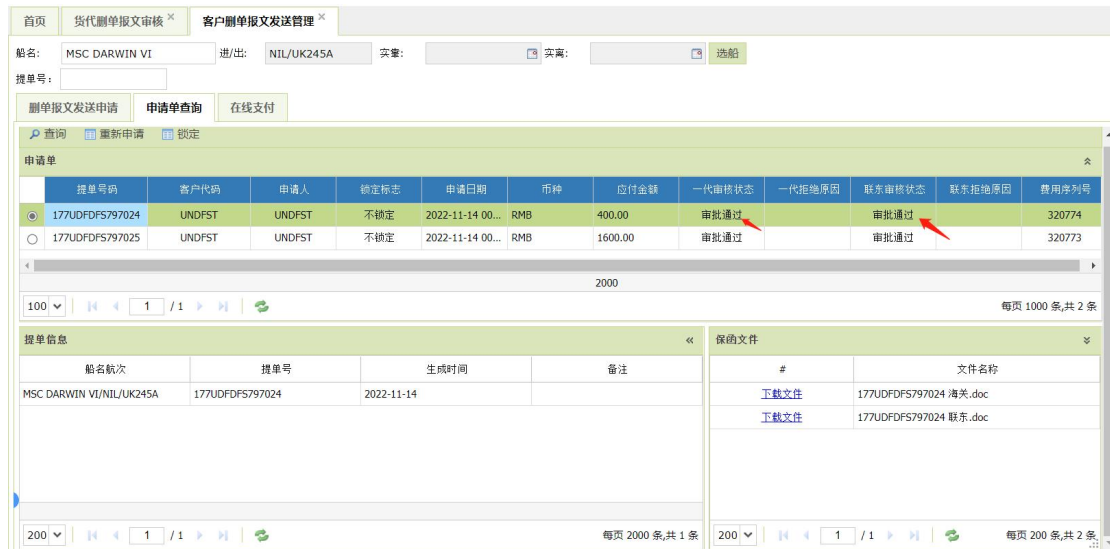 首页 货代删单报文审核 × 客户删单报文发送管理 ×
船名: MSC DARWIN VI 进/出: NIL/UK245A 实靠: 实离: 选船
提单号:
删单报文发送申请 申请单查询 在线支付
查询 重新申请 锁定
申请单
提单号码 客户代码 申请人 锁定标志 申请日期 币种 应付金额 一代审核状态 一代拒绝原因 联东审核状态 联东拒绝原因 费用序列号
177UDFDFS797024 UNDFST UNDFST 不锁定 2022-11-14 00... RMB 400.00 审批通过 审批通过 320774
177UDFDFS797025 UNDFST UNDFST 不锁定 2022-11-14 00... RMB 1600.00 审批通过 审批通过 320773
2000
100 1 / 1 每页 1000 条,共 2 条
提单信息 保函文件
船名航次 提单号 生成时间 备注 # 文件名称
MSC DARWIN VI/NIL/UK245A 177UDFDFS797024 2022-11-14 下载文件 177UDFDFS797024 海关.doc
下载文件 177UDFDFS797024 联东.doc
200 1 / 1 每页 2000 条,共 1 条 200 1 / 1 每页 200 条,共 2 条